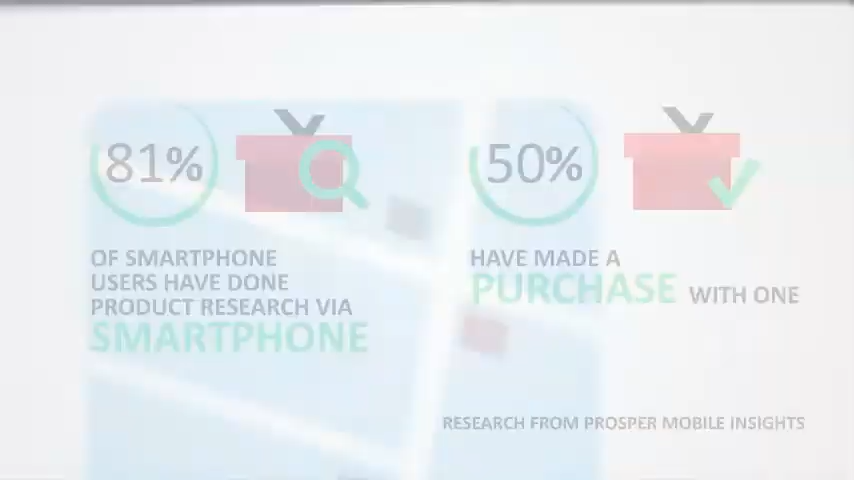 81%
OF SMARTPHONE
USERS HAVE DONE
PRODUCT RESEARCH VIA
SMARTPHONE
50%
HAVE MADE A
PURCHASE WITH ONE
RESEARCH FROM PROSPER MOBILE INSIGHTS